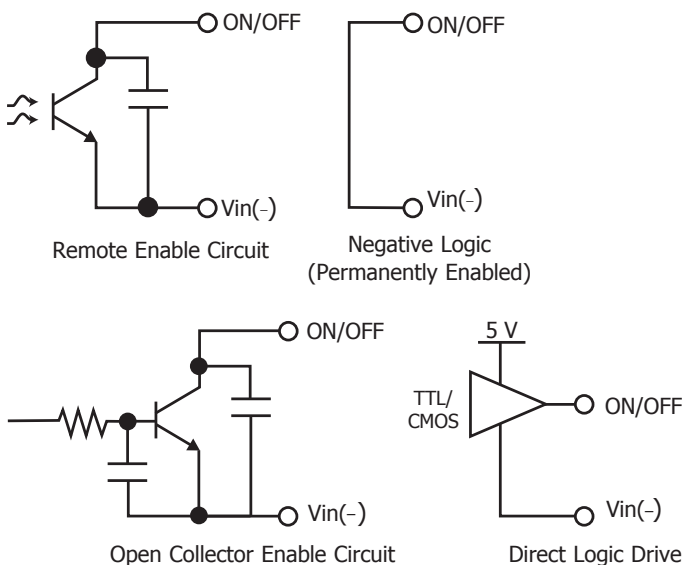 ON/OFF
Vin(–)
Remote Enable Circuit
ON/OFF
Vin(–)
Negative Logic
(Permanently Enabled)
ON/OFF
Vin(–)
Open Collector Enable Circuit
5 V
TTL/
CMOS
ON/OFF
Vin(–)
Direct Logic Drive